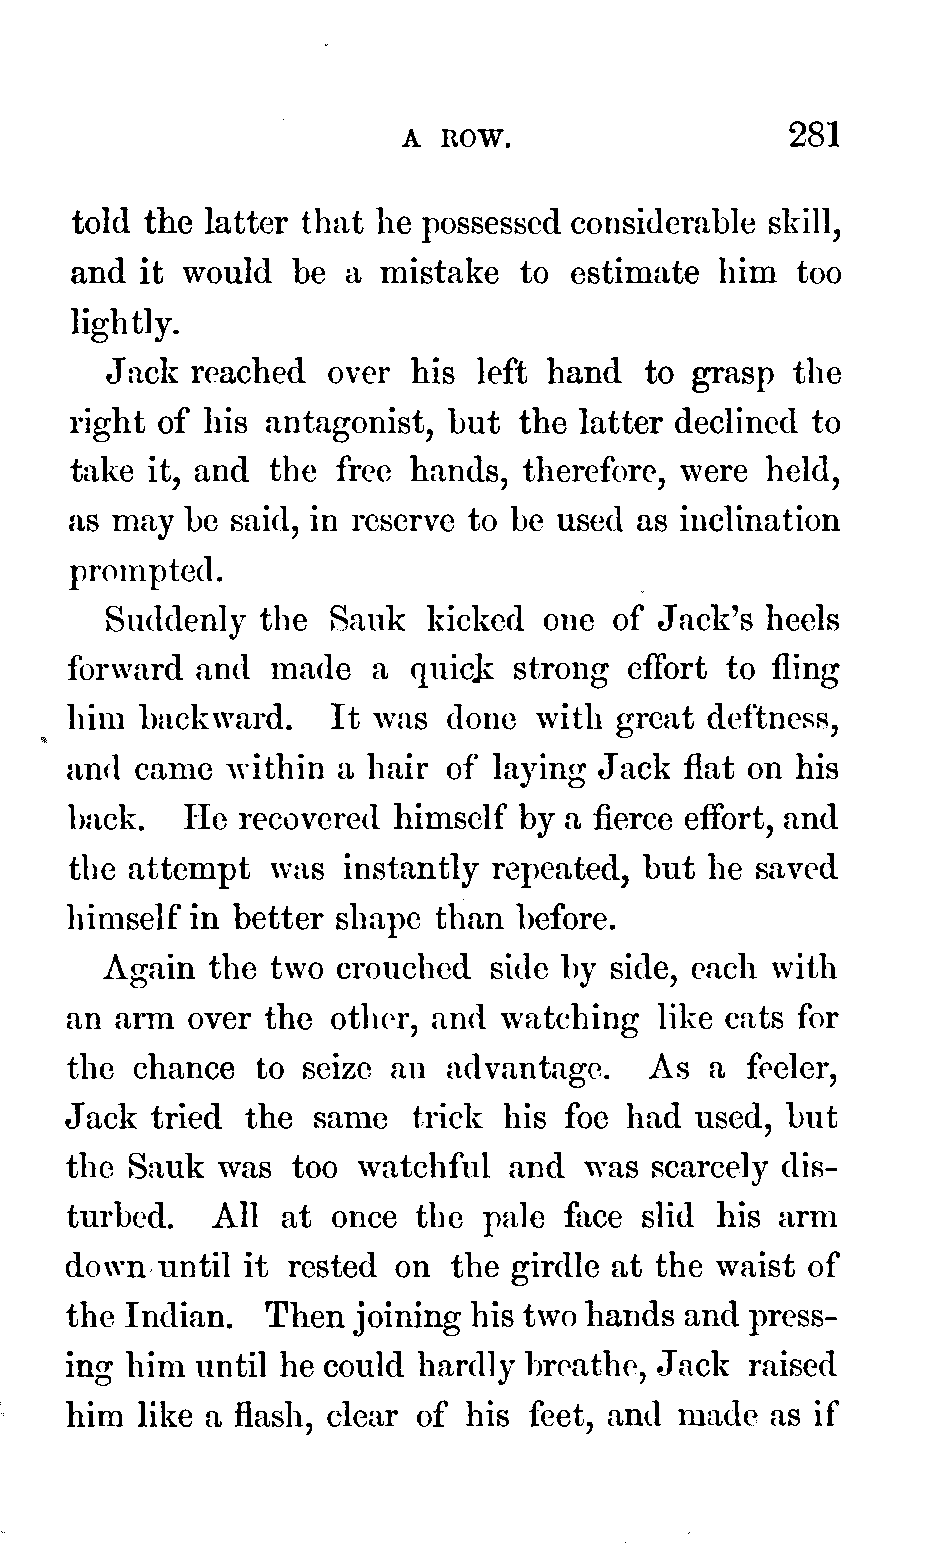 A ROW. 281
told the latter that he possessed considerable skill,
and it would be a mistake to estimate him too
lightly.
Jack reached over his left hand to grasp the
right of his antagonist, but the latter declined to
take it, and the free hands, therefore, were held,
as may be said, in reserve to be used as inclination
prompted.
Suddenly the Sauk kicked one of Jack's heels
forward and made a quick strong effort to fling
him backward. It was done with great deftness,
and came within a hair of laying Jack flat on his
back. He recovered himself by a fierce effort, and
the attempt was instantly repeated, but he saved
himself in better shape than before.
Again the two crouched side by side, each with
an arm over the other, and watching like cats for
the chance to seize an advantage. As a feeler,
Jack tried the same trick his foe had used, but
the Sauk was too watchful and was scarcely dis-
turbed. All at once the pale face slid his arm
down until it rested on the girdle at the waist of
the Indian. Then joining his two hands and press-
ing him until he could hardly breathe, Jack raised
him like a flash, clear of his feet, and made as if